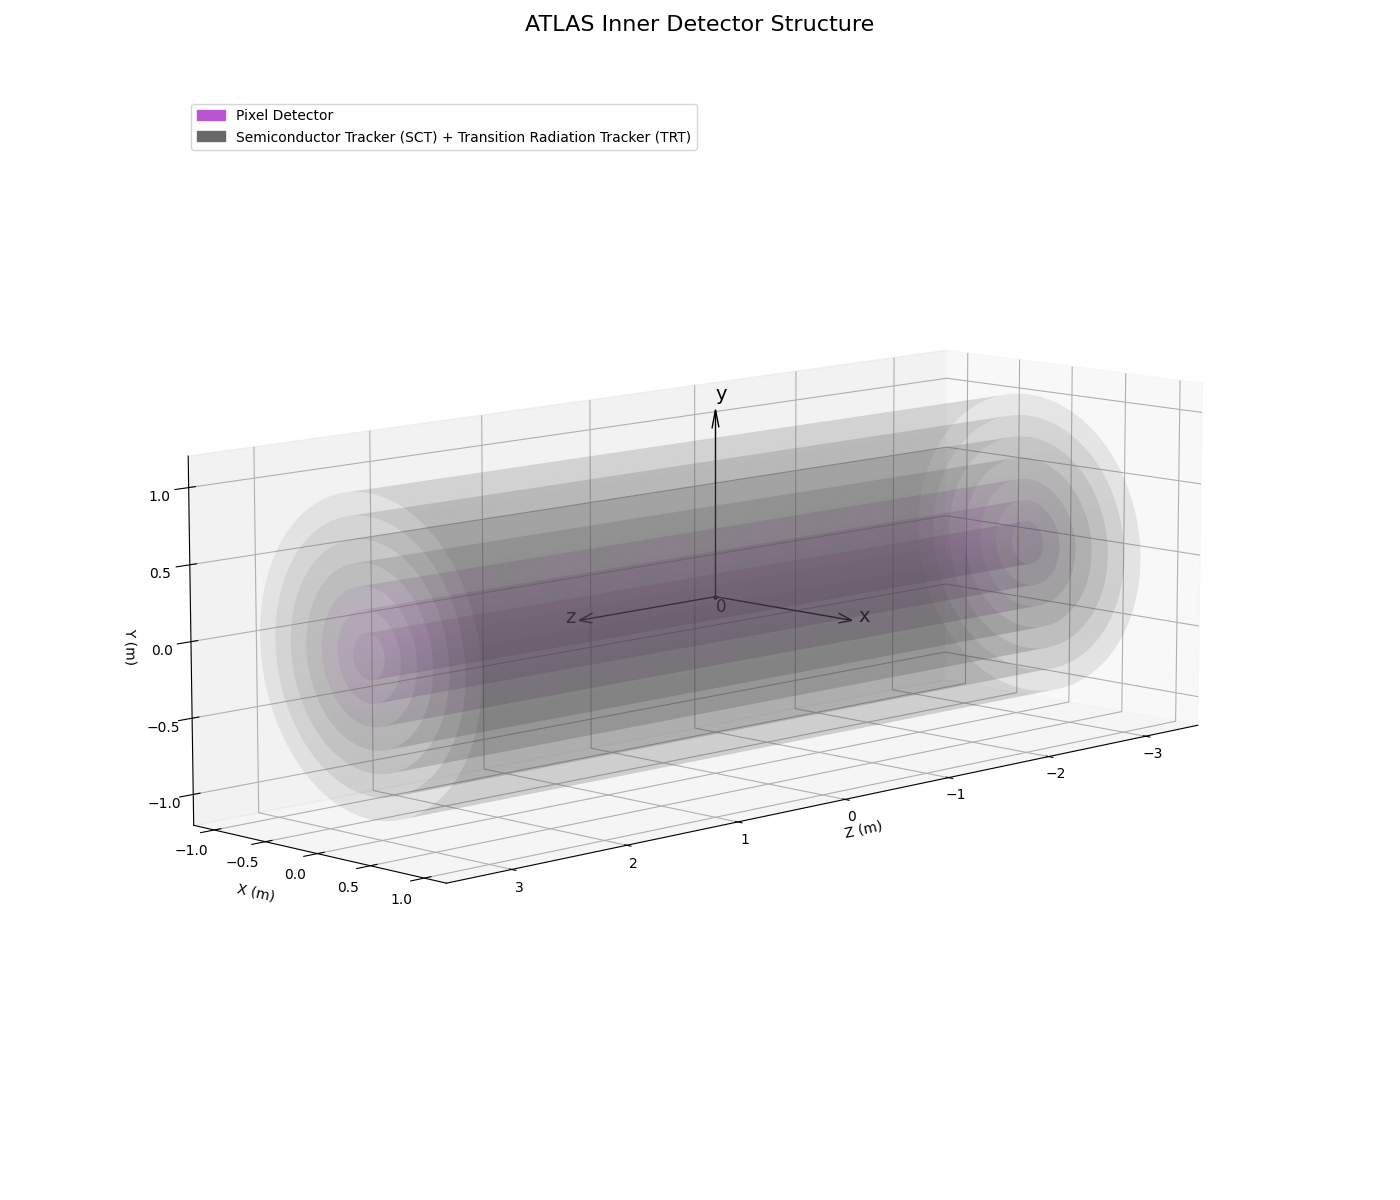 ATLAS Inner Detector Structure
Pixel Detector
Semiconductor Tracker (SCT) + Transition Radiation Tracker (TRT)
y
z
0
x
1.0
0.5
0.0
−0.5
−1.0
Y (m)
−1.0
−0.5
0.0
0.5
1.0
X (m)
3
2
1
0
−1
−2
−3
Z (m)